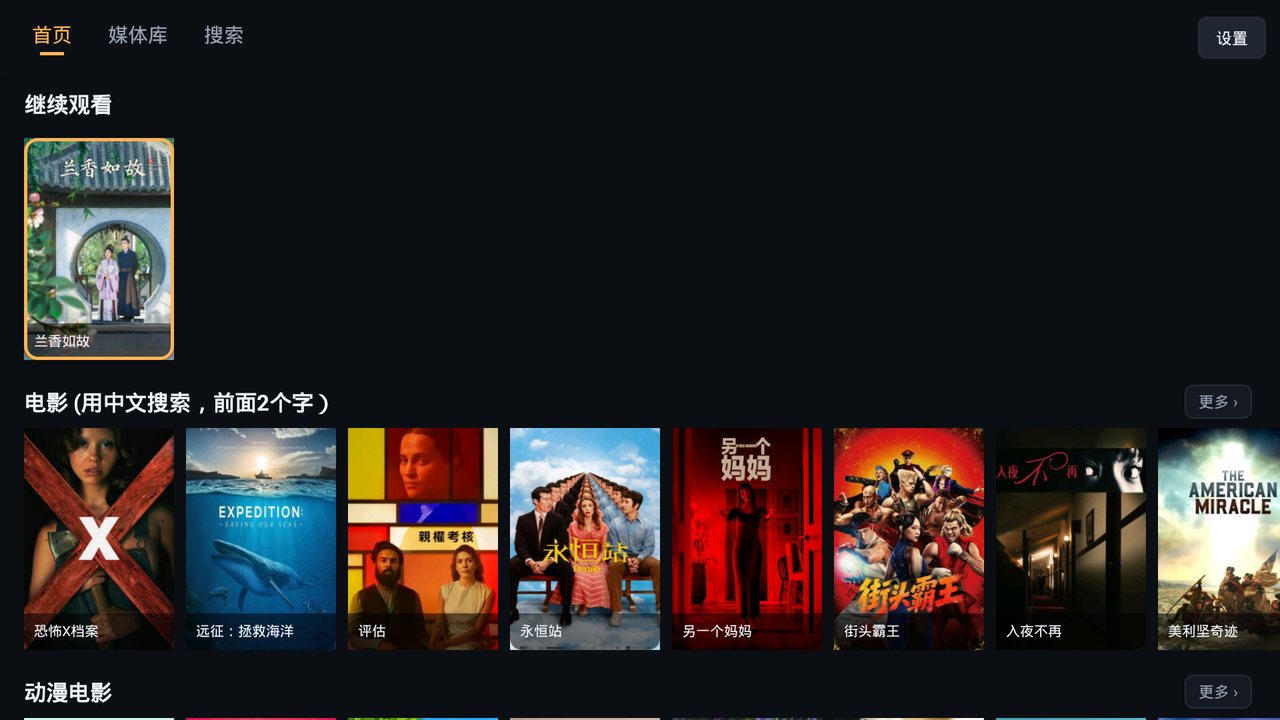 首页
媒体库
搜索
设置
继续观看
兰香如故
兰香如故
电影 (用中文搜索，前面2个字)
更多 ›
X
恐怖X档案
EXPEDITION:
- SAVING OUR SEAS -
远征：拯救海洋
親權考核
评估
永恒站
Eternity
永恒站
另一个
妈妈
另一个妈妈
街头霸王
街头霸王
入夜不再
入夜不再
THE
AMERICAN
MIRACLE
美利坚奇迹
动漫电影
更多 ›